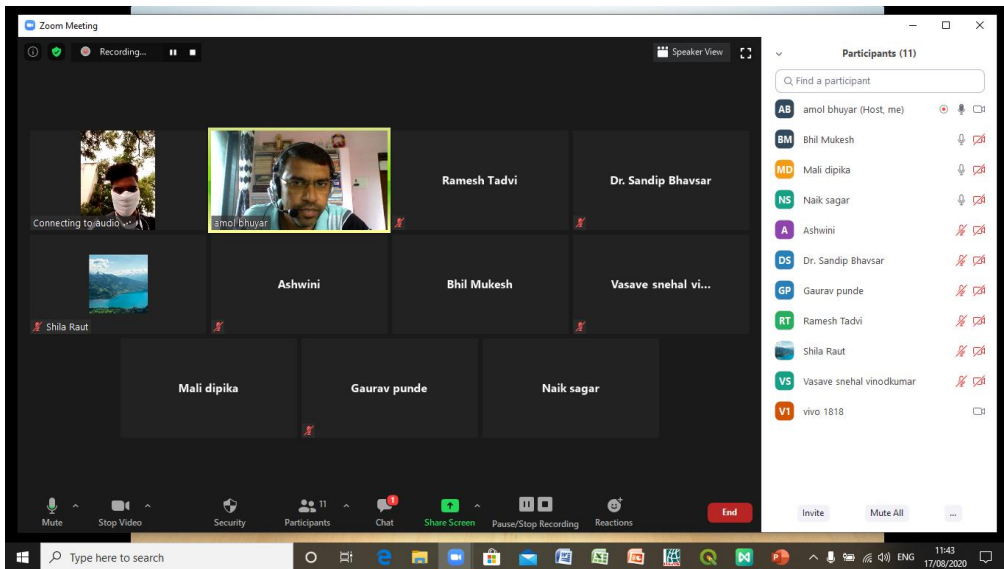 Zoom Meeting
Recording...
Speaker View
Connecting to audio ...
amol bhuyar
Ramesh Tadvi
Dr. Sandip Bhavsar
Shila Raut
Ashwini
Bhil Mukesh
Vasave snehal vi...
Mali dipika
Gaurav punde
Naik sagar
Mute
Stop Video
Security
Participants
11
Chat
1
Share Screen
Pause/Stop Recording
Reactions
End
Participants (11)
Find a participant
AB amol bhuyar (Host, me)
BM Bhil Mukesh
MD Mali dipika
NS Naik sagar
A Ashwini
DS Dr. Sandip Bhavsar
GP Gaurav punde
RT Ramesh Tadvi
Shila Raut
VS Vasave snehal vinodkumar
V1 vivo 1818
Invite
Mute All
...
Type here to search
ENG
11:43
17/08/2020